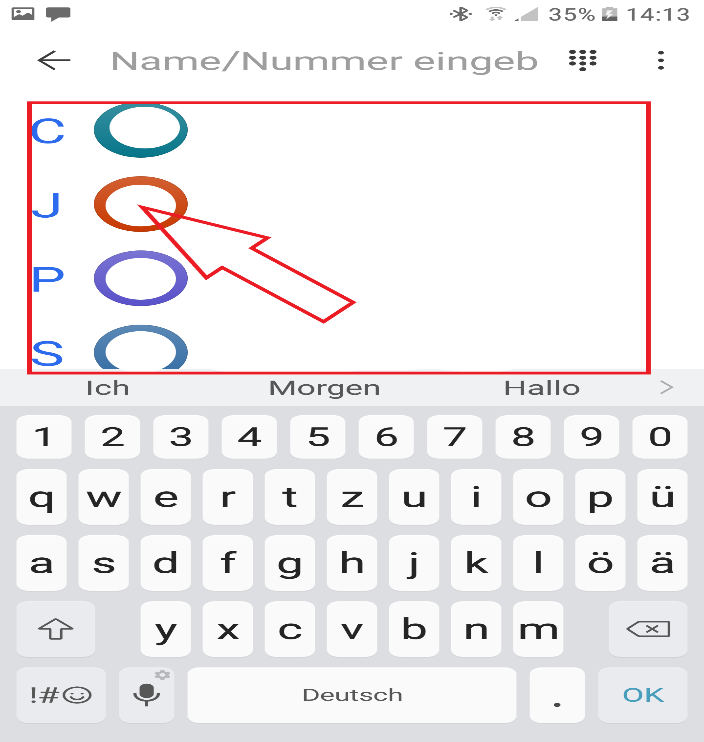 35% 14:13
Name/Nummer eingeb
C
J
P
S
Ich Morgen Hallo
1 2 3 4 5 6 7 8 9 0
q w e r t z u i o p ü
a s d f g h j k l ö ä
y x c v b n m
!#☺ Deutsch . OK